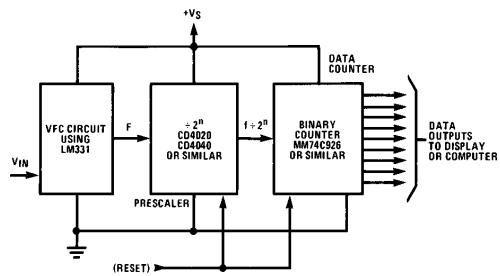 +VS
DATA
COUNTER
VFC CIRCUIT
USING
LM331
F
÷2ⁿ
CD4020
CD4040
OR SIMILAR
f÷2ⁿ
BINARY
COUNTER
MM74C926
OR SIMILAR
DATA
OUTPUTS
TO DISPLAY
OR COMPUTER
VIN
PRESCALER
(RESET)